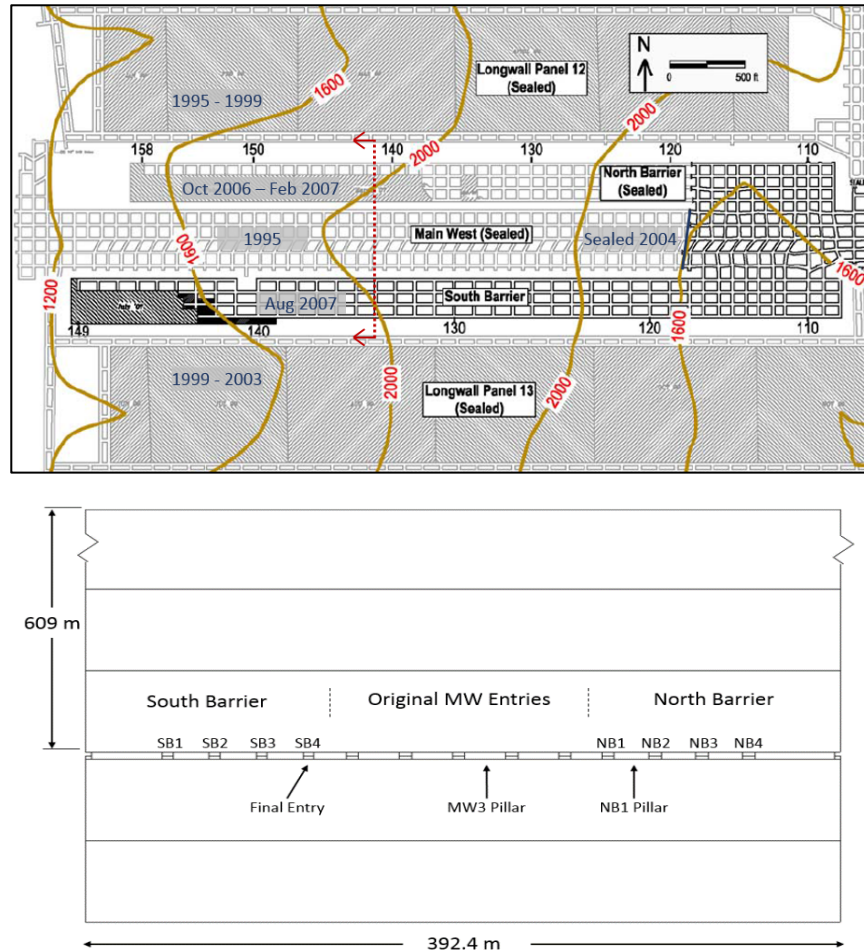 Longwall Panel 12
(Sealed)
N
0 500 ft
1995 - 1999
1600
2000
2000
158 150 140 130 120 110
North Barrier
(Sealed)
Oct 2006 – Feb 2007
1995
Main West (Sealed)
Sealed 2004
1600
1600
1200
Aug 2007
South Barrier
149 140 130 120 110
1600
1999 - 2003
2000
2000
Longwall Panel 13
(Sealed)
609 m
South Barrier Original MW Entries North Barrier
SB1 SB2 SB3 SB4 NB1 NB2 NB3 NB4
Final Entry MW3 Pillar NB1 Pillar
392.4 m